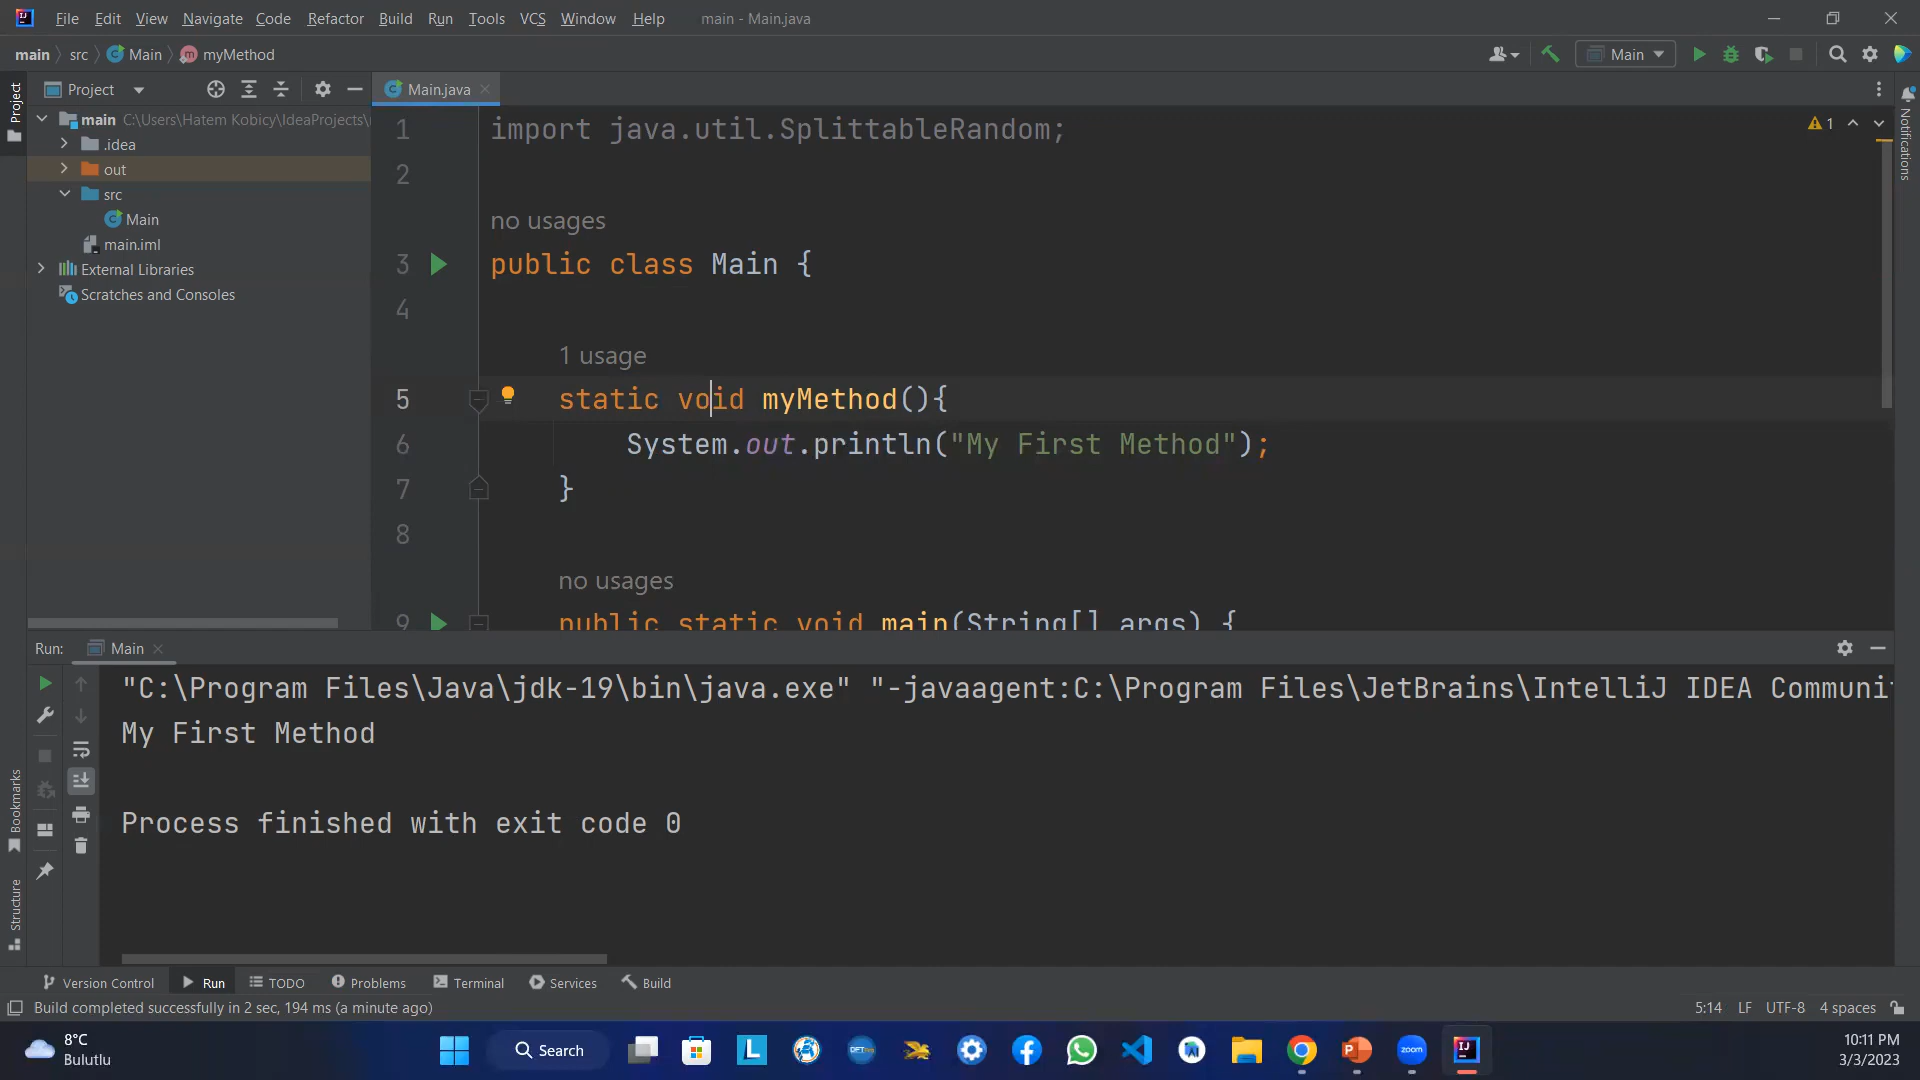 File Edit View Navigate Code Refactor Build Run Tools VCS Window Help main - Main.java
main src Main myMethod
Main
Project
Main.java
main C:\Users\Hatem Kobicy\IdeaProjects\
.idea
out
src
Main
main.iml
External Libraries
Scratches and Consoles
Project
Bookmarks
Structure
Notifications
1
1 import java.util.SplittableRandom;
2
no usages
3 public class Main {
4
1 usage
5 static void myMethod(){
6 System.out.println("My First Method");
7 }
8
no usages
9 public static void main(String[] args) {
Run: Main
"C:\Program Files\Java\jdk-19\bin\java.exe" "-javaagent:C:\Program Files\JetBrains\IntelliJ IDEA Communi
My First Method
Process finished with exit code 0
Version Control Run TODO Problems Terminal Services Build
Build completed successfully in 2 sec, 194 ms (a minute ago) 5:14 LF UTF-8 4 spaces
8°C
Bulutlu
Search
L
zoom
10:11 PM
3/3/2023